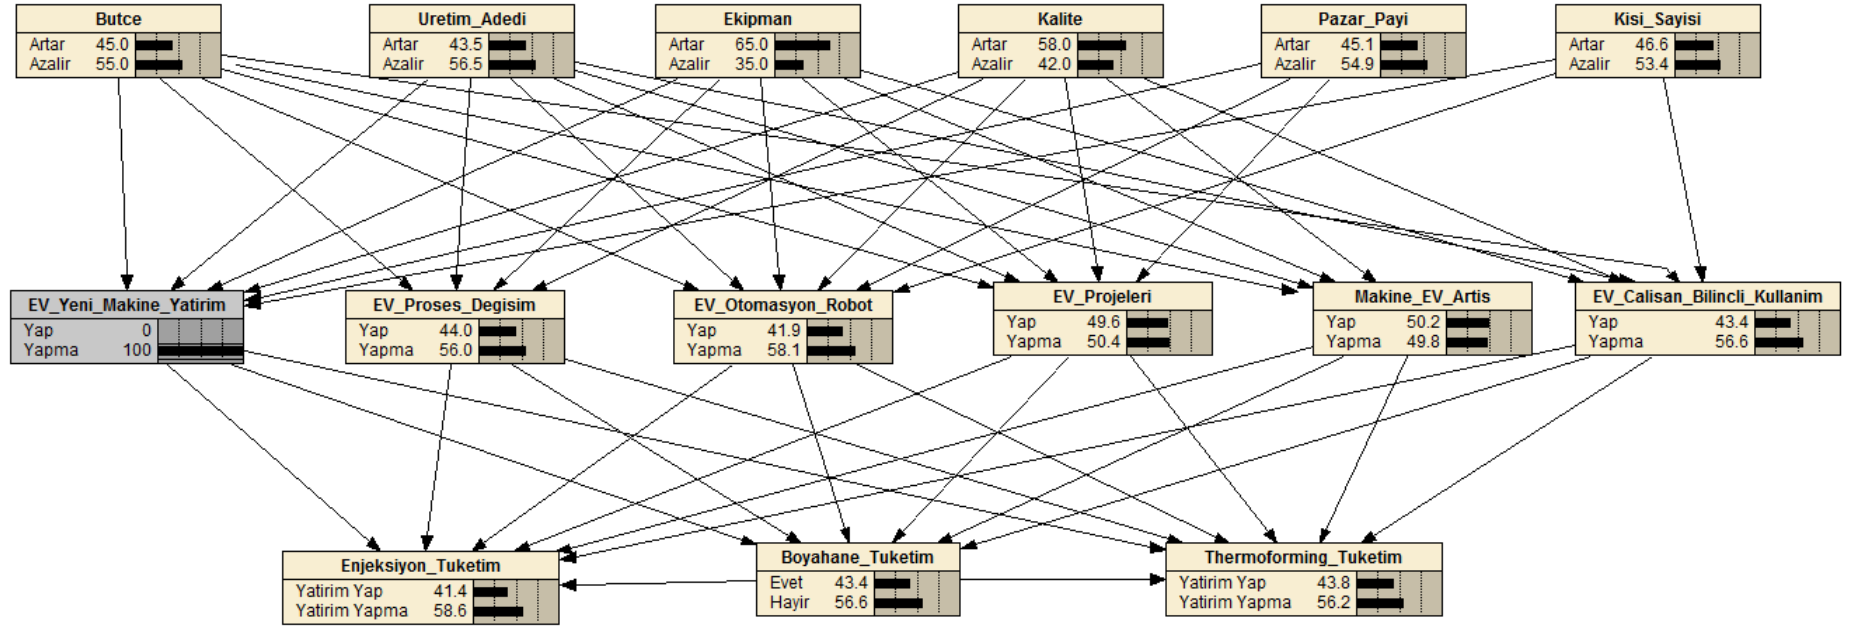 Butce
Artar 45.0
Azalir 55.0
Uretim_Adedi
Artar 43.5
Azalir 56.5
Ekipman
Artar 65.0
Azalir 35.0
Kalite
Artar 58.0
Azalir 42.0
Pazar_Payi
Artar 45.1
Azalir 54.9
Kisi_Sayisi
Artar 46.6
Azalir 53.4
EV_Yeni_Makine_Yatirim
Yap 0
Yapma 100
EV_Proses_Degisim
Yap 44.0
Yapma 56.0
EV_Otomasyon_Robot
Yap 41.9
Yapma 58.1
EV_Projeleri
Yap 49.6
Yapma 50.4
Makine_EV_Artis
Yap 50.2
Yapma 49.8
EV_Calisan_Bilincli_Kullanim
Yap 43.4
Yapma 56.6
Enjeksiyon_Tuketim
Yatirim Yap 41.4
Yatirim Yapma 58.6
Boyahane_Tuketim
Evet 43.4
Hayir 56.6
Thermoforming_Tuketim
Yatirim Yap 43.8
Yatirim Yapma 56.2